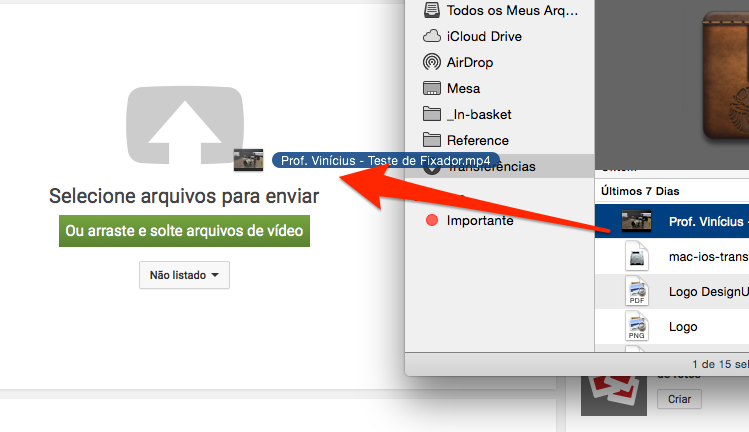 Prof. Vinícius - Teste de Fixador.mp4
Selecione arquivos para enviar
Ou arraste e solte arquivos de vídeo
Não listado
Todos os Meus Arq...
iCloud Drive
AirDrop
Mesa
_In-basket
Reference
Transferências
Importante
Últimos 7 Dias
Prof. Vinícius -
mac-ios-trans
PDF
Logo DesignU
PNG
Logo
1 de 15 sel
de fotos
Criar